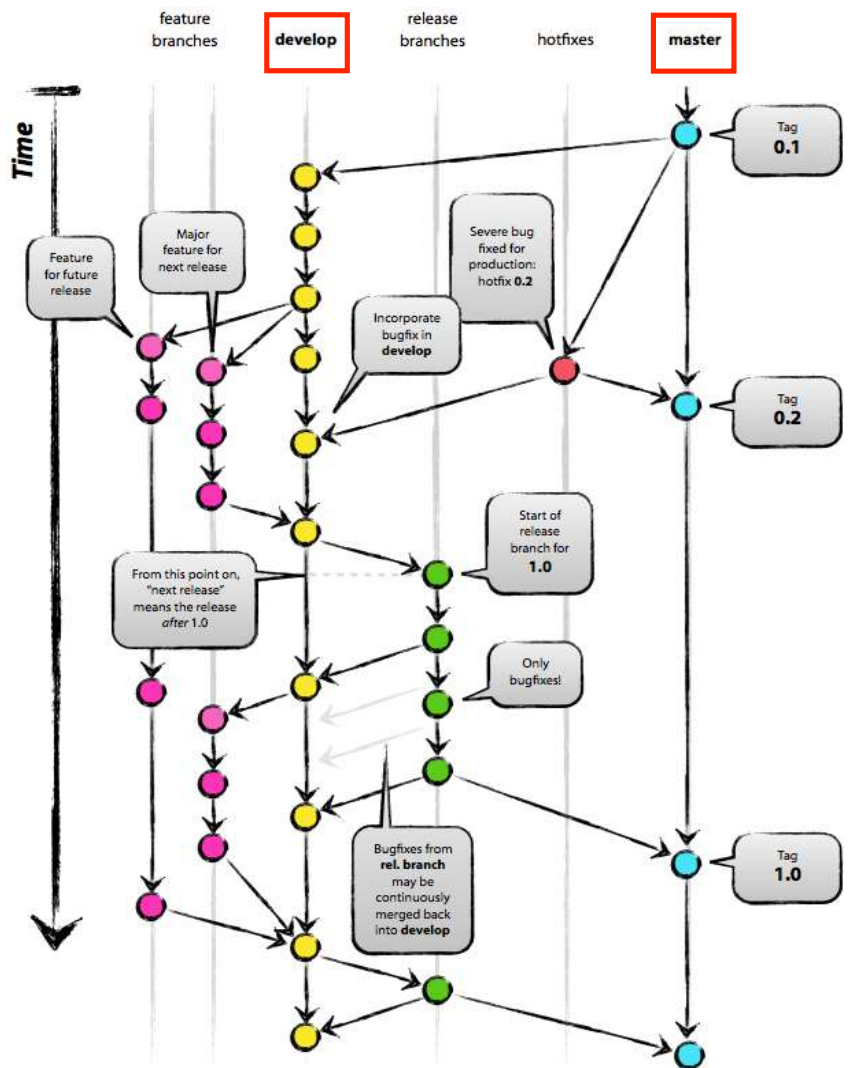 feature
branches
develop
release
branches
hotfixes
master
Time
Tag
0.1
Major
feature for
next release
Severe bug
fixed for
production:
hotfix 0.2
Feature
for future
release
Incorporate
bugfix in
develop
Tag
0.2
Start of
release
branch for
1.0
From this point on,
“next release”
means the release
after 1.0
Only
bugfixes!
Bugfixes from
rel. branch
may be
continuously
merged back
into develop
Tag
1.0